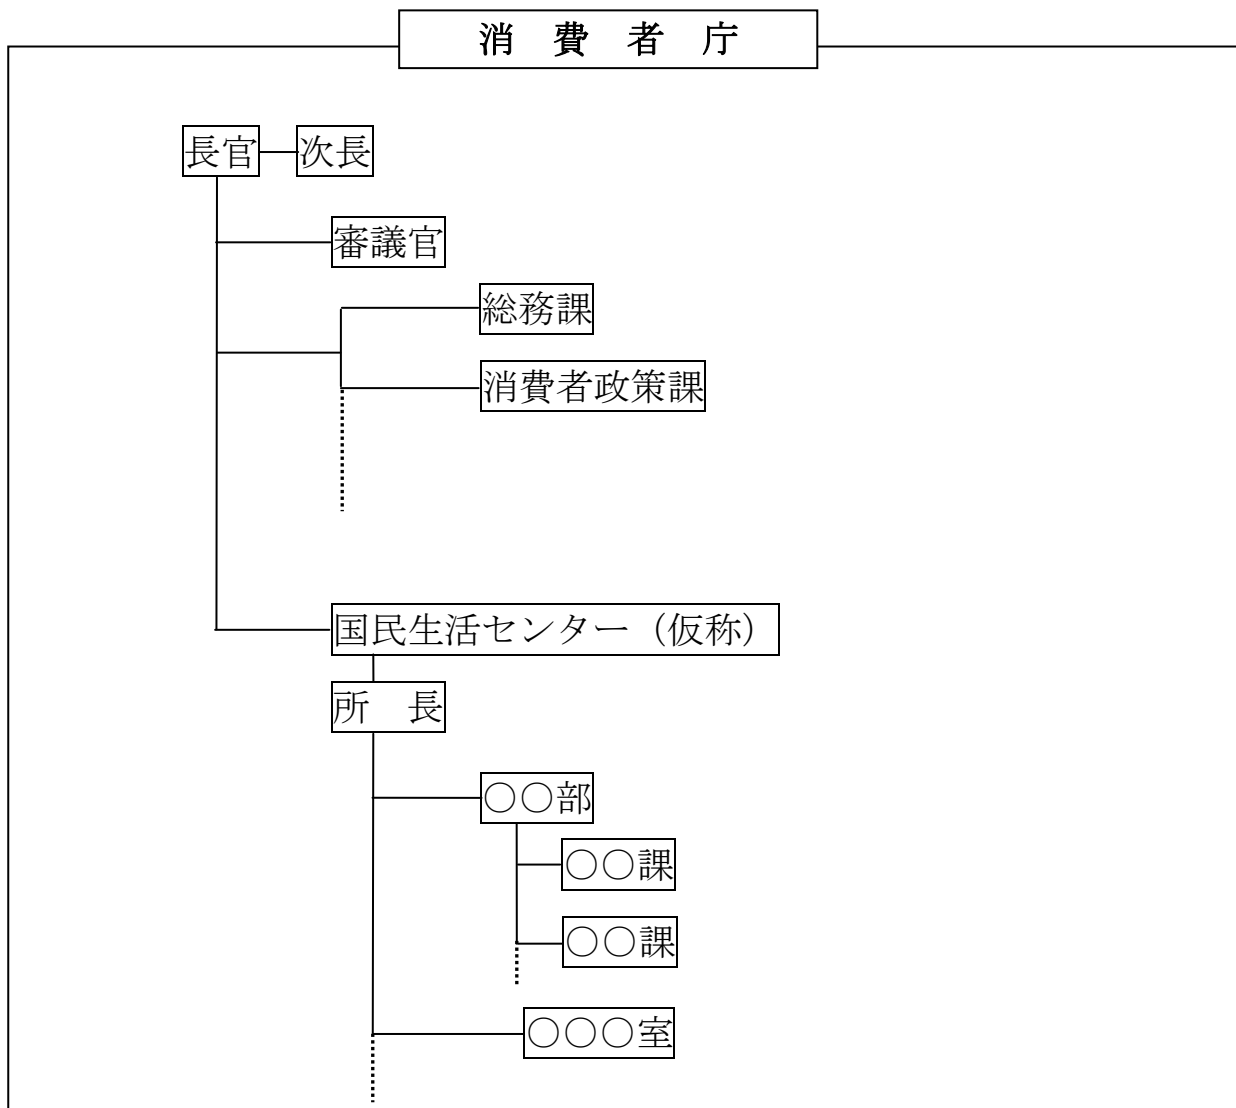 消　費　者　庁
長官 次長
審議官
総務課
消費者政策課
国民生活センター（仮称）
所　長
○○部
○○課
○○課
○○○室